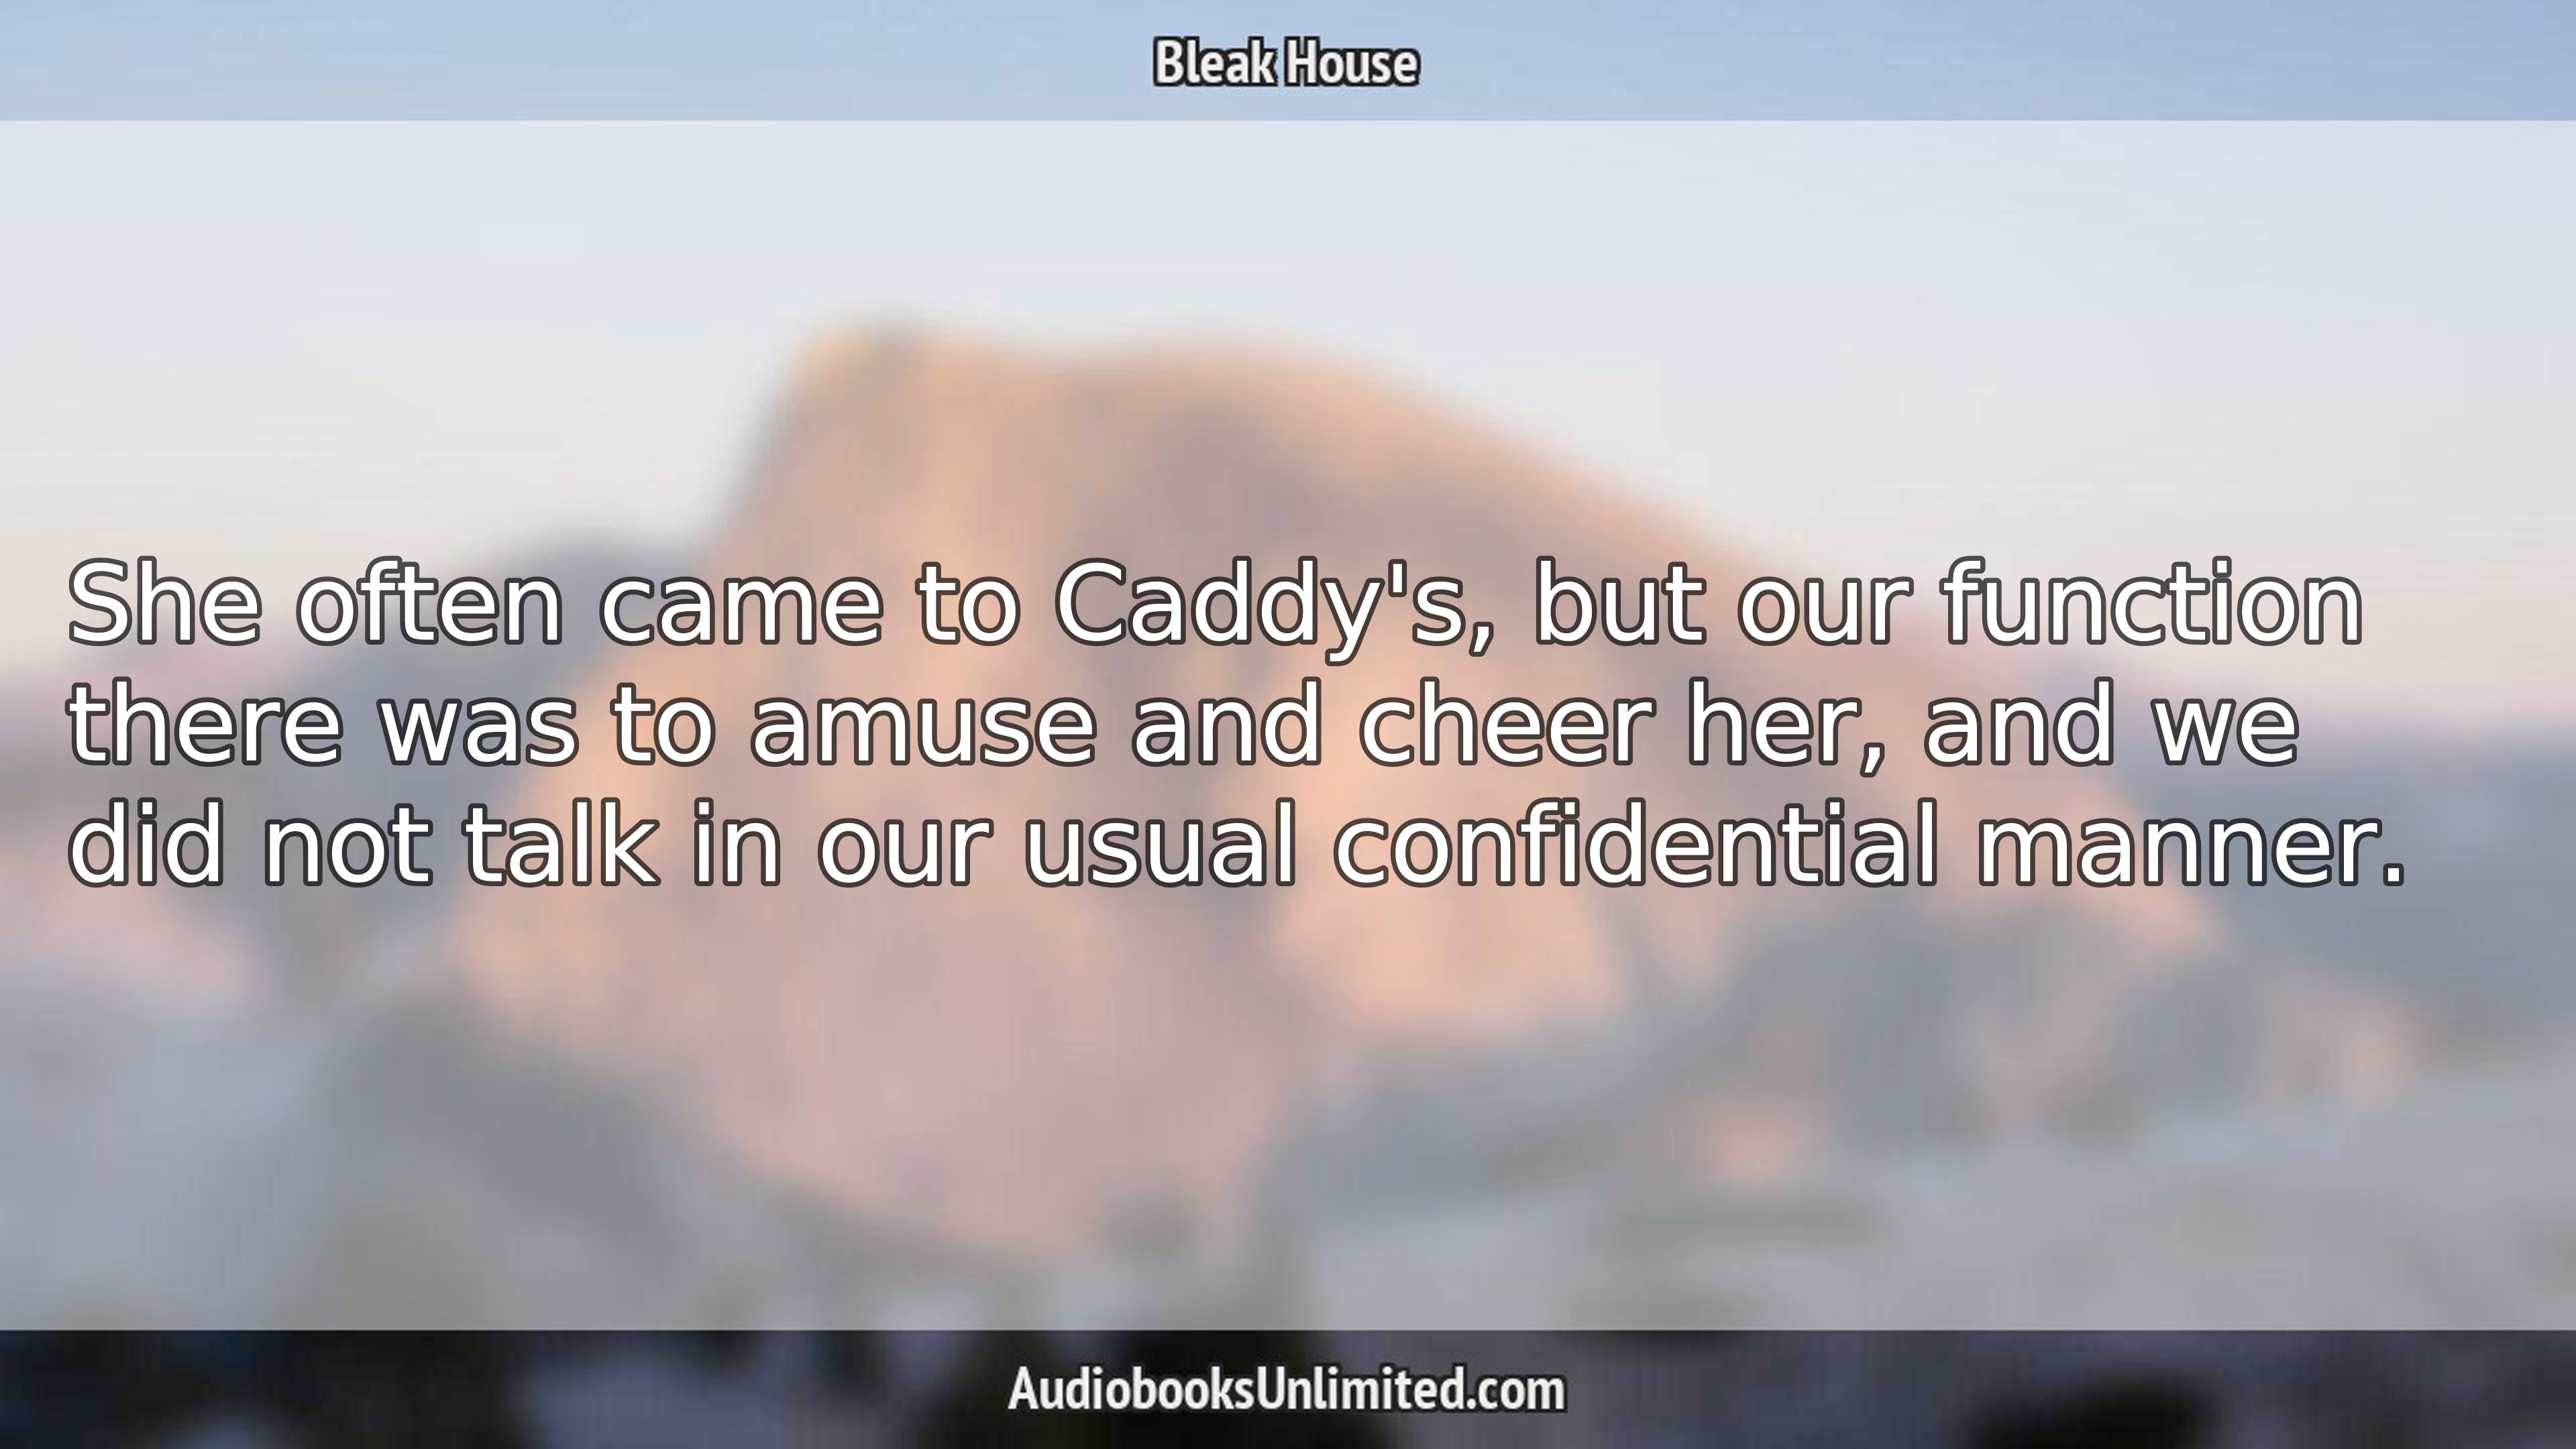 Bleak House
She often came to Caddy's, but our function
there was to amuse and cheer her, and we
did not talk in our usual confidential manner.
AudiobooksUnlimited.com